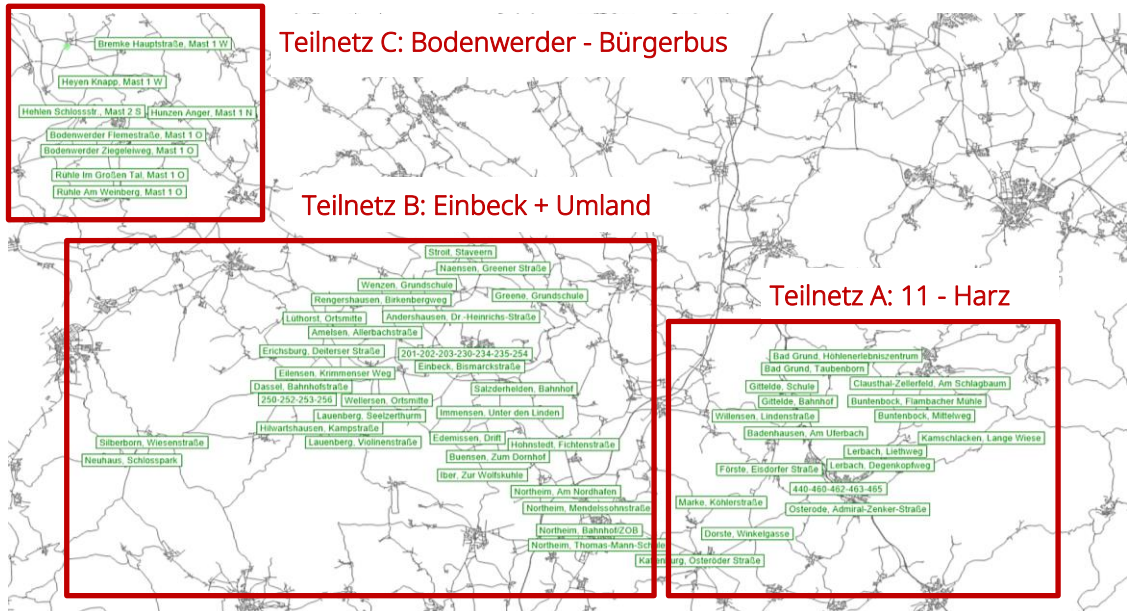 Teilnetz C: Bodenwerder - Bürgerbus
Bremke Hauptstraße, Mast 1 W
Heyen Knapp, Mast 1 W
Hehlen Schlossstr., Mast 2 S
Hunzen Anger, Mast 1 N
Bodenwerder Flemestraße, Mast 1 O
Bodenwerder Ziegeleiweg, Mast 1 O
Rühle Im Großen Tal, Mast 1 O
Rühle Am Weinberg, Mast 1 O
Teilnetz B: Einbeck + Umland
Stroit, Staveern
Naensen, Greener Straße
Wenzen, Grundschule
Greene, Grundschule
Rengershausen, Birkenbergweg
Lüthorst, Ortsmitte
Andershausen, Dr.-Heinrichs-Straße
Amelsen, Allerbachstraße
Erichsburg, Deiterser Straße
201-202-203-230-234-235-254
Einbeck, Bismarckstraße
Eilensen, Krimmenser Weg
Dassel, Bahnhofstraße
Salzderhelden, Bahnhof
250-252-253-256
Wellersen, Ortsmitte
Lauenberg, Seelzerthurm
Immensen, Unter den Linden
Hilwartshausen, Kampstraße
Silberborn, Wiesenstraße
Lauenberg, Violinenstraße
Edemissen, Drift
Hohnstedt, Fichtenstraße
Neuhaus, Schlosspark
Buensen, Zum Dornhof
Iber, Zur Wolfskuhle
Northeim, Am Nordhafen
Northeim, Mendelssohnstraße
Northeim, Bahnhof/ZOB
Northeim, Thomas-Mann-Schule
Teilnetz A: 11 - Harz
Bad Grund, Höhlenerlebniszentrum
Bad Grund, Taubenborn
Gittelde, Schule
Clausthal-Zellerfeld, Am Schlagbaum
Gittelde, Bahnhof
Buntenbock, Flambacher Mühle
Willensen, Lindenstraße
Buntenbock, Mittelweg
Badenhausen, Am Uferbach
Kamschlacken, Lange Wiese
Lerbach, Liethweg
Förste, Eisdorfer Straße
Lerbach, Degenkopfweg
440-460-462-463-465
Marke, Köhlerstraße
Osterode, Admiral-Zenker-Straße
Dorste, Winkelgasse
Katlenburg, Osteröder Straße